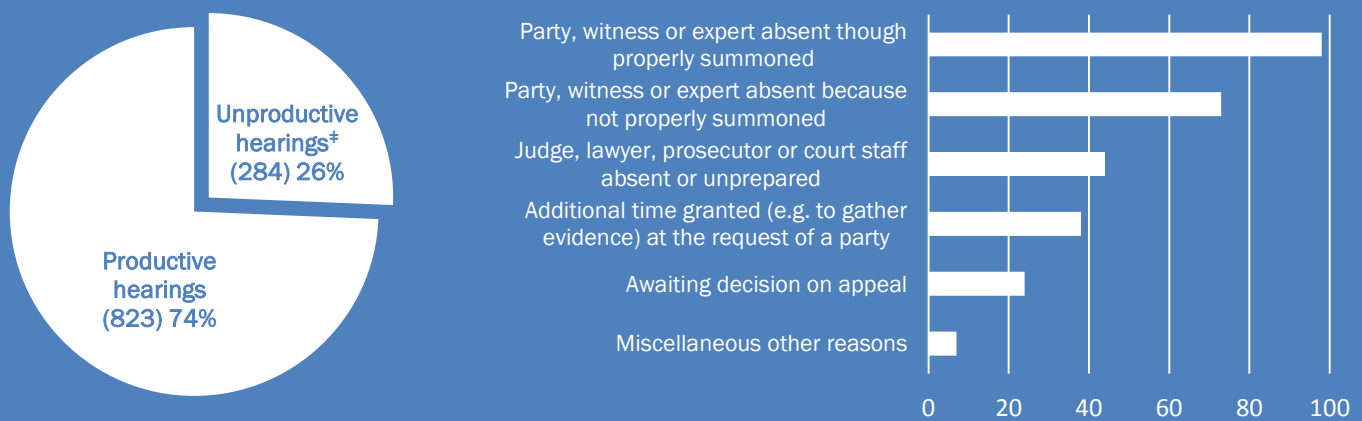 Unproductive
hearings‡
(284) 26%
Productive
hearings
(823) 74%
Party, witness or expert absent though
properly summoned
Party, witness or expert absent because
not properly summoned
Judge, lawyer, prosecutor or court staff
absent or unprepared
Additional time granted (e.g. to gather
evidence) at the request of a party
Awaiting decision on appeal
Miscellaneous other reasons
0 20 40 60 80 100